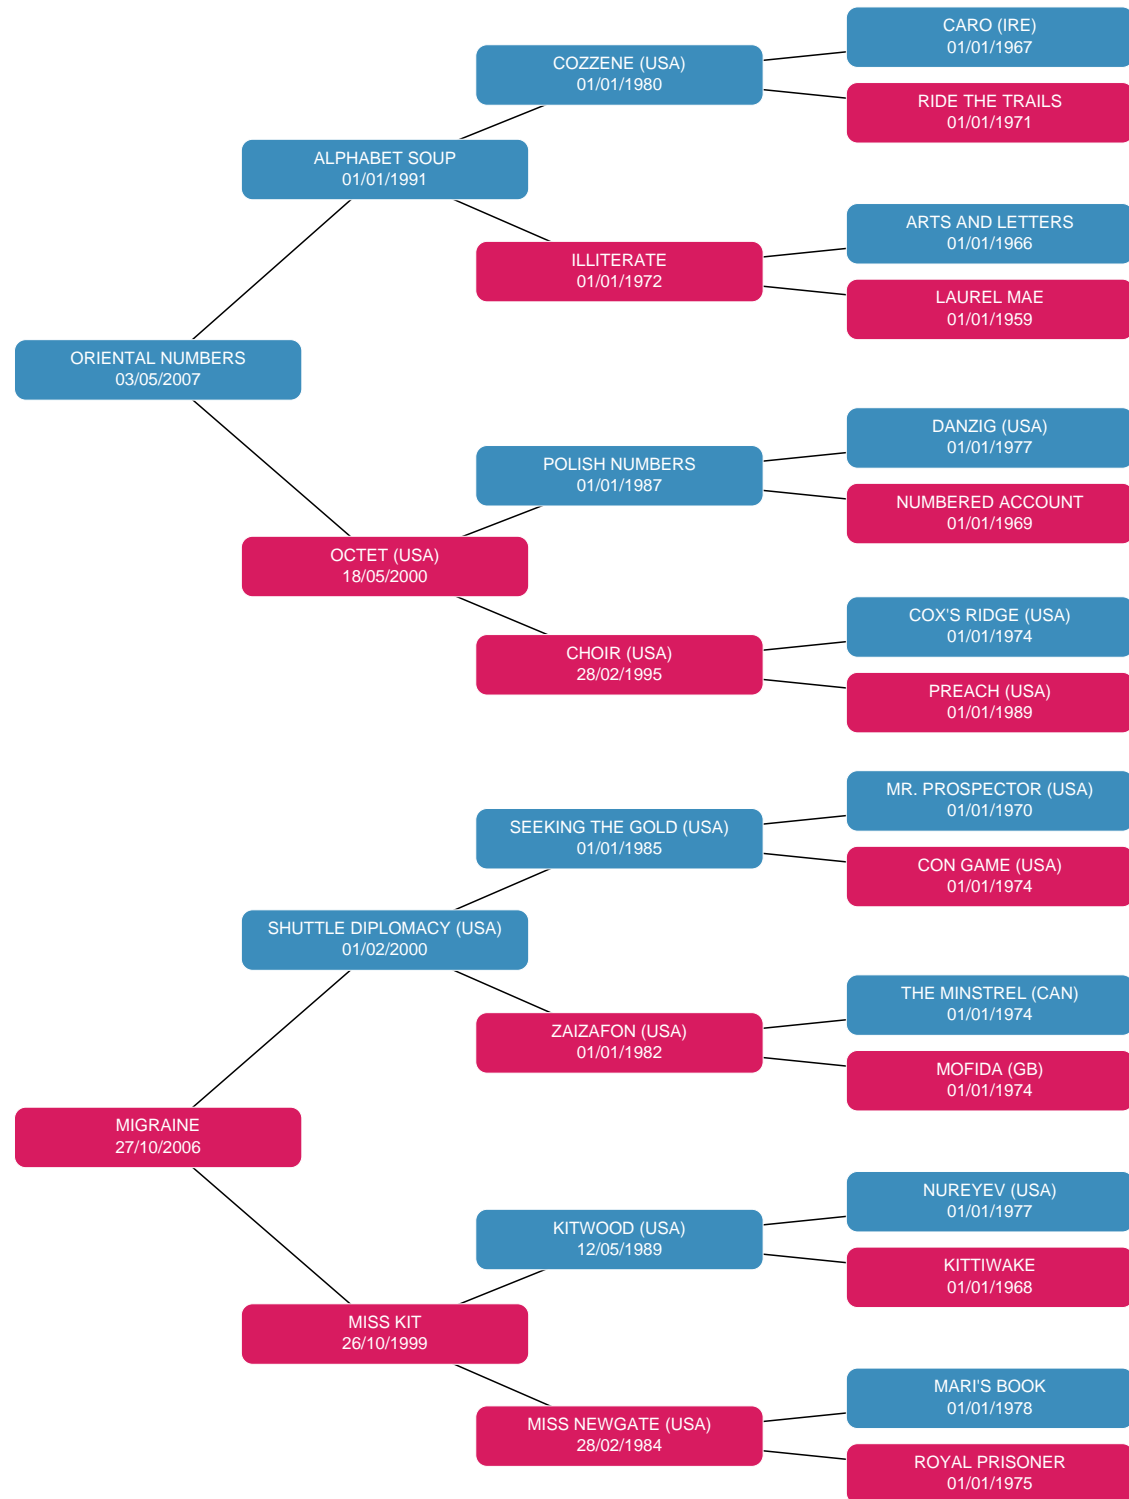 CARO (IRE)
01/01/1967
COZZENE (USA)
01/01/1980
RIDE THE TRAILS
01/01/1971
ALPHABET SOUP
01/01/1991
ARTS AND LETTERS
01/01/1966
ILLITERATE
01/01/1972
LAUREL MAE
01/01/1959
ORIENTAL NUMBERS
03/05/2007
DANZIG (USA)
01/01/1977
POLISH NUMBERS
01/01/1987
NUMBERED ACCOUNT
01/01/1969
OCTET (USA)
18/05/2000
COX'S RIDGE (USA)
01/01/1974
CHOIR (USA)
28/02/1995
PREACH (USA)
01/01/1989
MR. PROSPECTOR (USA)
01/01/1970
SEEKING THE GOLD (USA)
01/01/1985
CON GAME (USA)
01/01/1974
SHUTTLE DIPLOMACY (USA)
01/02/2000
THE MINSTREL (CAN)
01/01/1974
ZAIZAFON (USA)
01/01/1982
MOFIDA (GB)
01/01/1974
MIGRAINE
27/10/2006
NUREYEV (USA)
01/01/1977
KITWOOD (USA)
12/05/1989
KITTIWAKE
01/01/1968
MISS KIT
26/10/1999
MARI'S BOOK
01/01/1978
MISS NEWGATE (USA)
28/02/1984
ROYAL PRISONER
01/01/1975